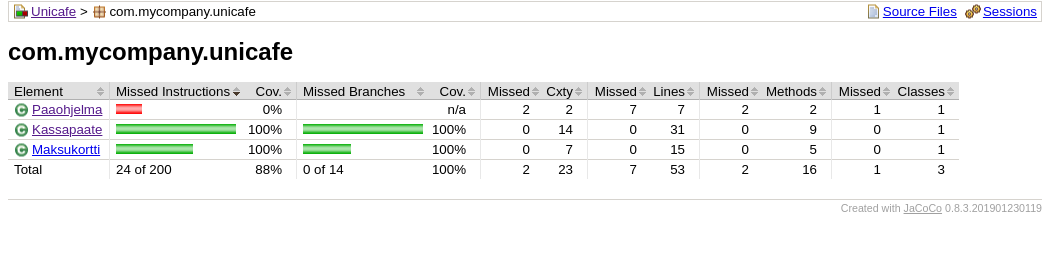 Unicafe > com.mycompany.unicafe Source Files Sessions
com.mycompany.unicafe
Element Missed Instructions Cov. Missed Branches Cov. Missed Cxty Missed Lines Missed Methods Missed Classes
Paaohjelma 0% n/a 2 2 7 7 2 2 1 1
Kassapaate 100% 100% 0 14 0 31 0 9 0 1
Maksukortti 100% 100% 0 7 0 15 0 5 0 1
Total 24 of 200 88% 0 of 14 100% 2 23 7 53 2 16 1 3
Created with JaCoCo 0.8.3.201901230119